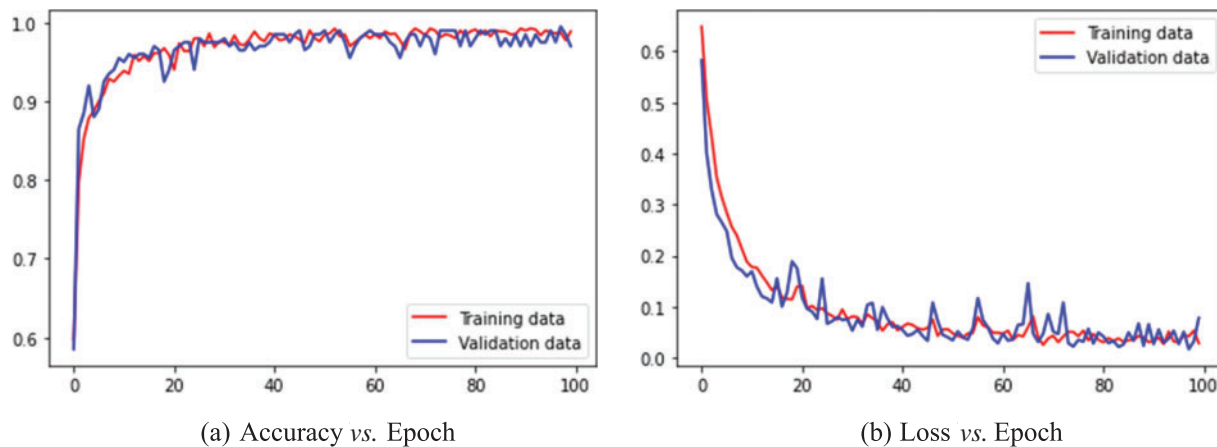 1.0
0.9
0.8
0.7
0.6
0 20 40 60 80 100
Training data
Validation data
(a) Accuracy vs. Epoch
0.6
0.5
0.4
0.3
0.2
0.1
0.0
0 20 40 60 80 100
Training data
Validation data
(b) Loss vs. Epoch